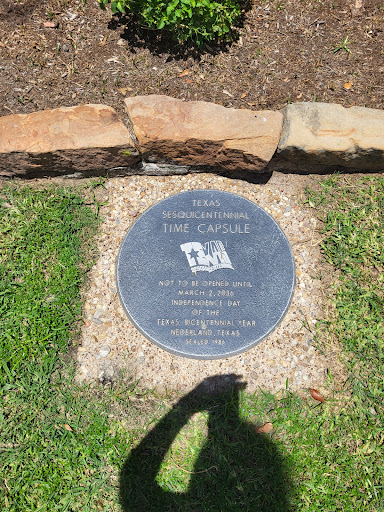 TEXAS
SESQUICENTENNIAL
TIME CAPSULE
NOT TO BE OPENED UNTIL
MARCH 2, 2036
INDEPENDENCE DAY
OF THE
TEXAS BICENTENNIAL YEAR
NEDERLAND, TEXAS
SEALED 1986